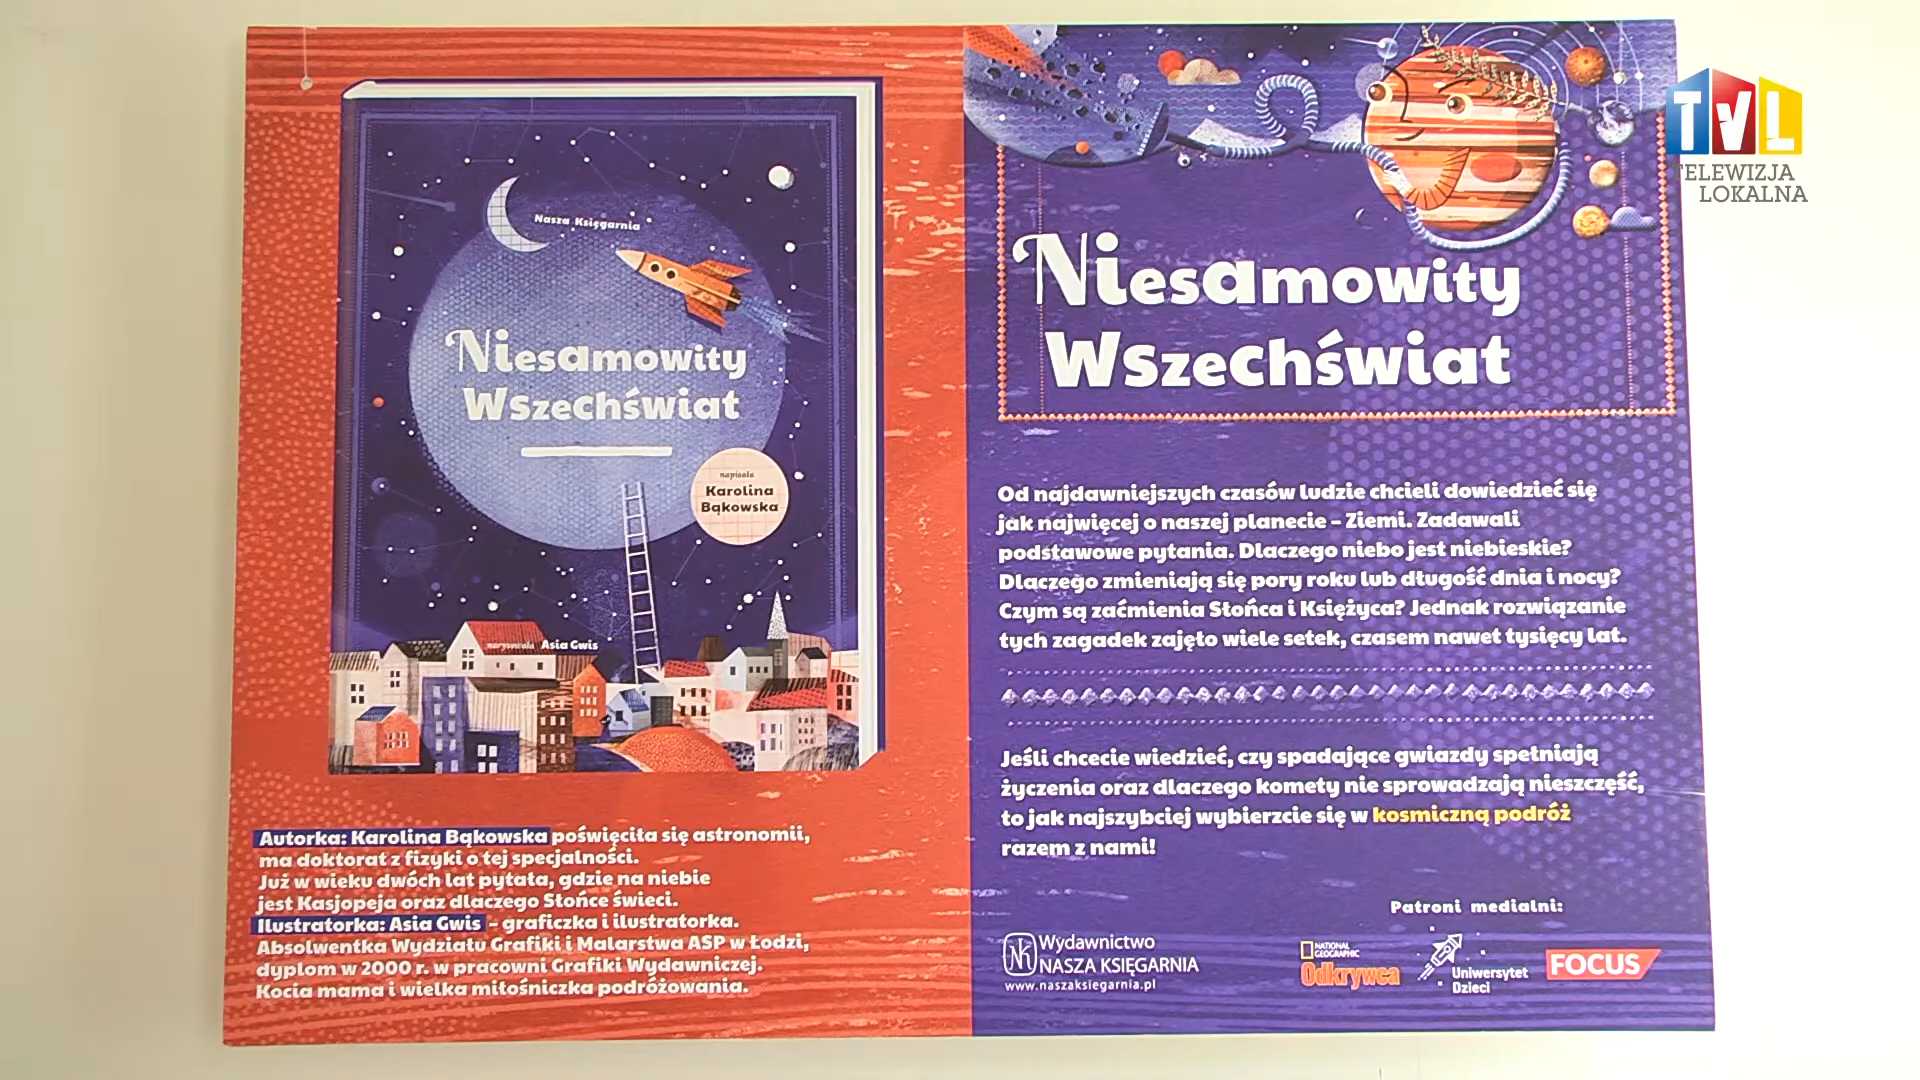 Nasza Księgarnia
Niesamowity
Wszechświat
napisała
Karolina
Bąkowska
narysowała Asia Gwis
Autorka: Karolina Bąkowska poświęciła się astronomii,
ma doktorat z fizyki o tej specjalności.
Już w wieku dwóch lat pytała, gdzie na niebie
jest Kasjopeja oraz dlaczego Słońce świeci.
Ilustratorka: Asia Gwis – graficzka i ilustratorka.
Absolwentka Wydziału Grafiki i Malarstwa ASP w Łodzi,
dyplom w 2000 r. w pracowni Grafiki Wydawniczej.
Kocia mama i wielka miłośniczka podróżowania.
Niesamowity
Wszechświat
Od najdawniejszych czasów ludzie chcieli dowiedzieć się
jak najwięcej o naszej planecie – Ziemi. Zadawali
podstawowe pytania. Dlaczego niebo jest niebieskie?
Dlaczego zmieniają się pory roku lub długość dnia i nocy?
Czym są zaćmienia Słońca i Księżyca? Jednak rozwiązanie
tych zagadek zajęło wiele setek, czasem nawet tysięcy lat.
Jeśli chcecie wiedzieć, czy spadające gwiazdy spełniają
życzenia oraz dlaczego komety nie sprowadzają nieszczęść,
to jak najszybciej wybierzcie się w kosmiczną podróż
razem z nami!
Patroni medialni:
Wydawnictwo
NASZA KSIĘGARNIA
www.naszaksiegarnia.pl
NATIONAL
GEOGRAPHIC
Odkrywca
Uniwersytet
Dzieci
FOCUS
TVL
TELEWIZJA
LOKALNA